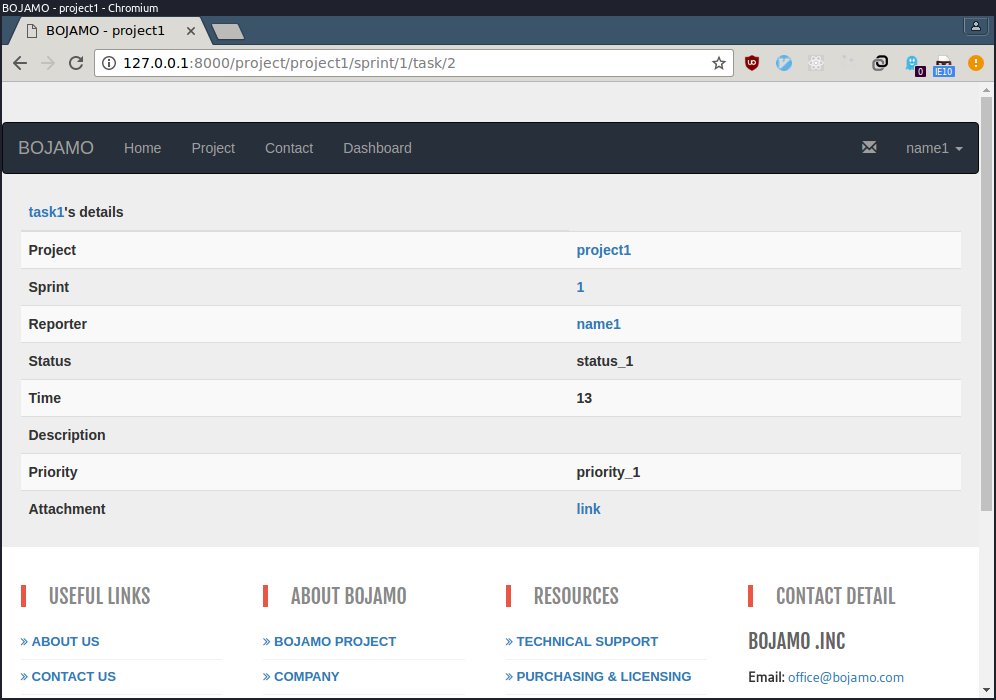 BOJAMO - project1 - Chromium
BOJAMO - project1
127.0.0.1:8000/project/project1/sprint/1/task/2
0
IE10
BOJAMO Home Project Contact Dashboard name1
task1's details
Project project1
Sprint 1
Reporter name1
Status status_1
Time 13
Description
Priority priority_1
Attachment link
USEFUL LINKS ABOUT BOJAMO RESOURCES CONTACT DETAIL
» ABOUT US » BOJAMO PROJECT » TECHNICAL SUPPORT BOJAMO .INC
» CONTACT US » COMPANY » PURCHASING & LICENSING Email: office@bojamo.com